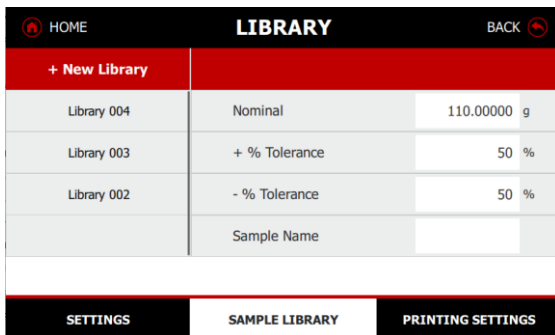 HOME LIBRARY BACK
+ New Library
Library 004 Nominal 110.00000 g
Library 003 + % Tolerance 50 %
Library 002 - % Tolerance 50 %
Sample Name
SETTINGS SAMPLE LIBRARY PRINTING SETTINGS